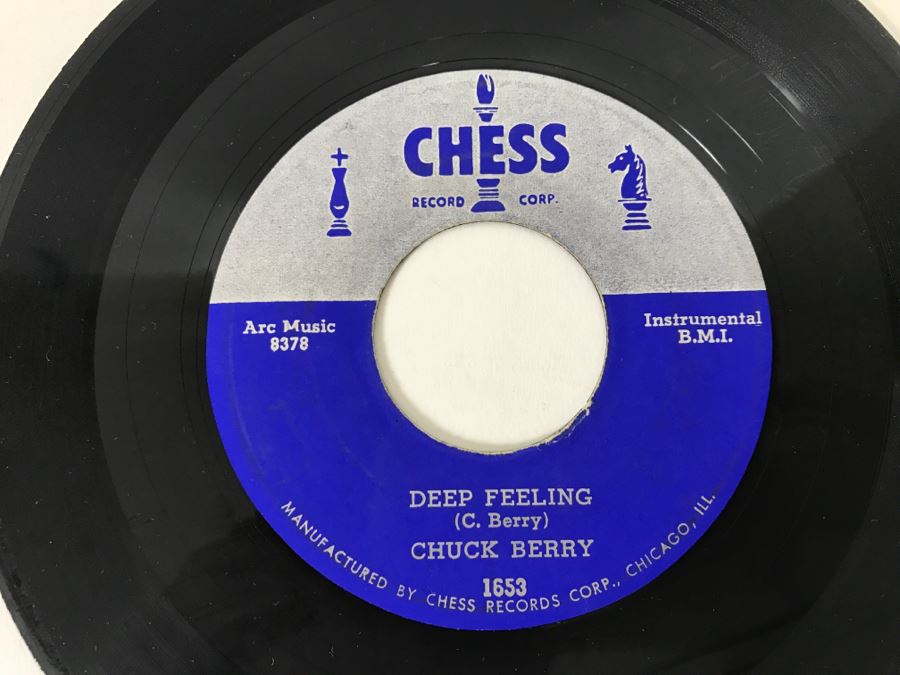 CHESS
RECORD CORP.
Arc Music
8378
Instrumental
B.M.I.
DEEP FEELING
(C. Berry)
CHUCK BERRY
1653
MANUFACTURED BY CHESS RECORDS CORP., CHICAGO, ILL.